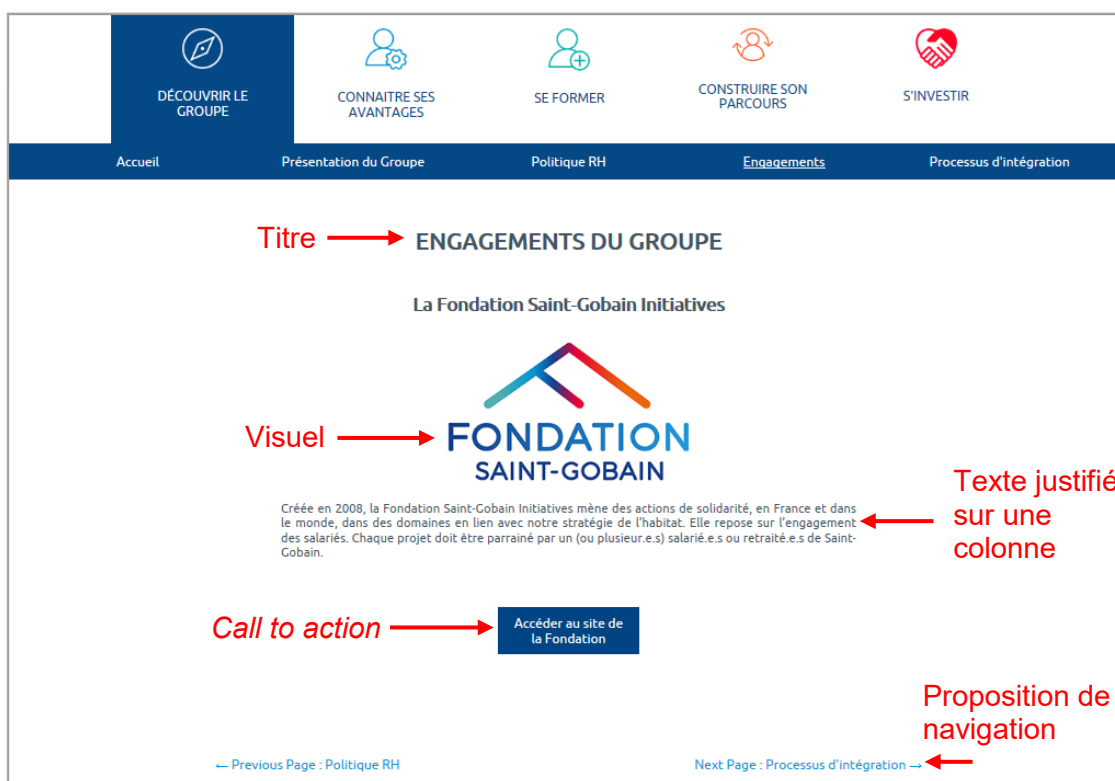 DÉCOUVRIR LE
GROUPE
CONNAITRE SES
AVANTAGES
SE FORMER
CONSTRUIRE SON
PARCOURS
S'INVESTIR
Accueil
Présentation du Groupe
Politique RH
Engagements
Processus d'intégration
Titre
ENGAGEMENTS DU GROUPE
La Fondation Saint-Gobain Initiatives
Visuel
FONDATION
SAINT-GOBAIN
Créée en 2008, la Fondation Saint-Gobain Initiatives mène des actions de solidarité, en France et dans
le monde, dans des domaines en lien avec notre stratégie de l'habitat. Elle repose sur l'engagement
des salariés. Chaque projet doit être parrainé par un (ou plusieur.e.s) salarié.e.s ou retraité.e.s de Saint-
Gobain.
Texte justifié
sur une
colonne
Call to action
Accéder au site de
la Fondation
Proposition de
navigation
← Previous Page : Politique RH
Next Page : Processus d'intégration →